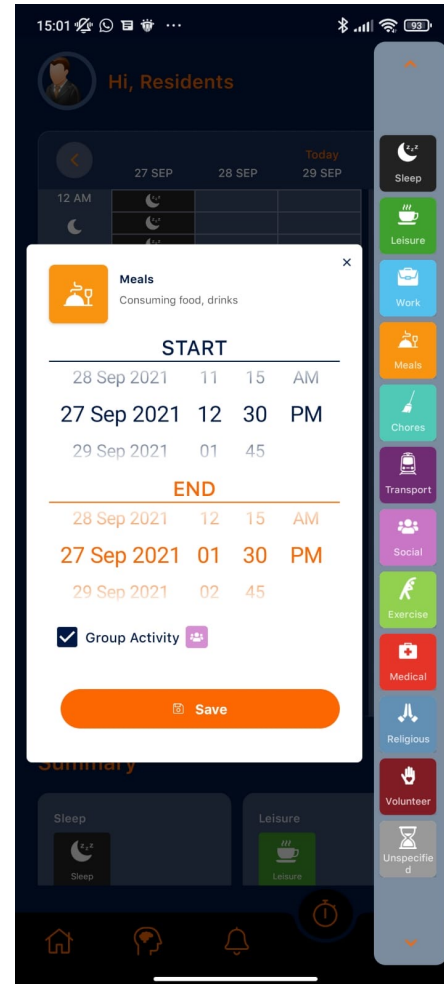 15:01 93
Hi, Residents
Today
27 SEP 28 SEP 29 SEP
12 AM
×
Meals
Consuming food, drinks
START
28 Sep 2021 11 15 AM
27 Sep 2021 12 30 PM
29 Sep 2021 01 45
END
28 Sep 2021 12 15 AM
27 Sep 2021 01 30 PM
29 Sep 2021 02 45
Group Activity
Save
Summary
Sleep
Sleep
Leisure
Leisure
Sleep
Leisure
Work
Meals
Chores
Transport
Social
Exercise
Medical
Religious
Volunteer
Unspecifie
d